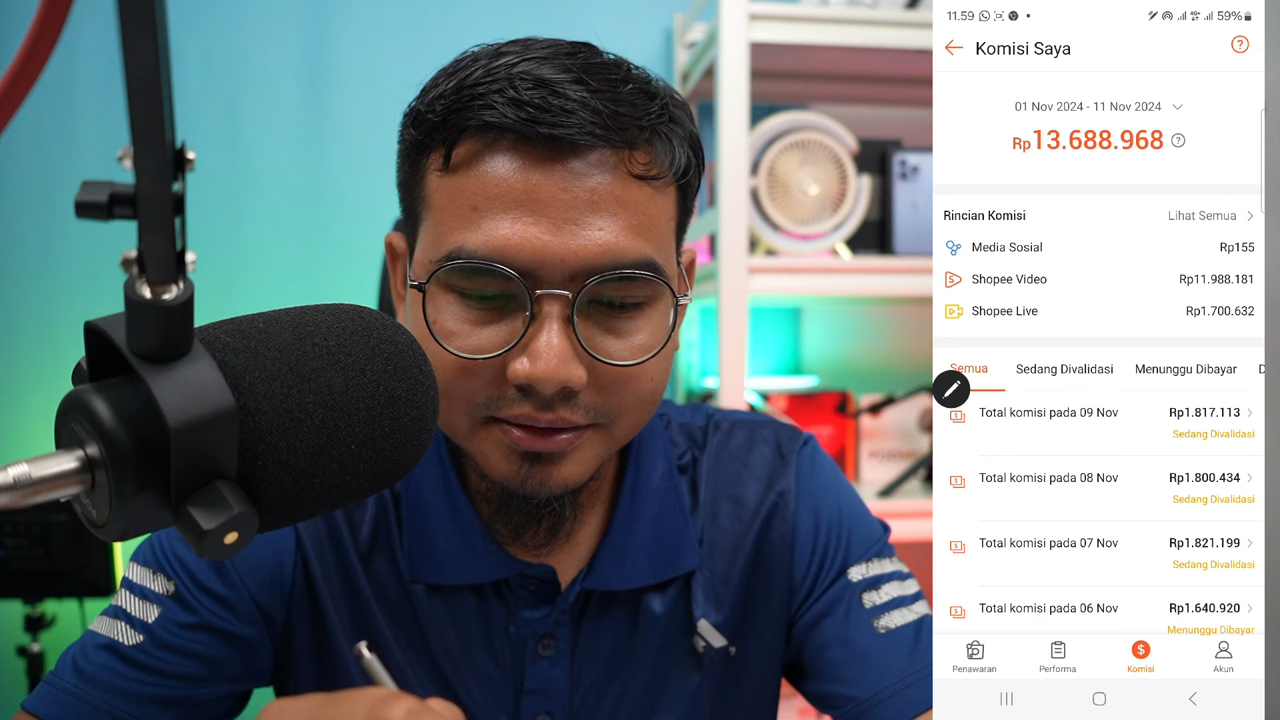 11.59 4G+ 59%
Komisi Saya
01 Nov 2024 - 11 Nov 2024
Rp13.688.968
Rincian Komisi Lihat Semua
Media Sosial Rp155
Shopee Video Rp11.988.181
Shopee Live Rp1.700.632
Semua Sedang Divalidasi Menunggu Dibayar D
Total komisi pada 09 Nov Rp1.817.113
Sedang Divalidasi
Total komisi pada 08 Nov Rp1.800.434
Sedang Divalidasi
Total komisi pada 07 Nov Rp1.821.199
Sedang Divalidasi
Total komisi pada 06 Nov Rp1.640.920
Menunggu Dibayar
Penawaran Performa Komisi Akun